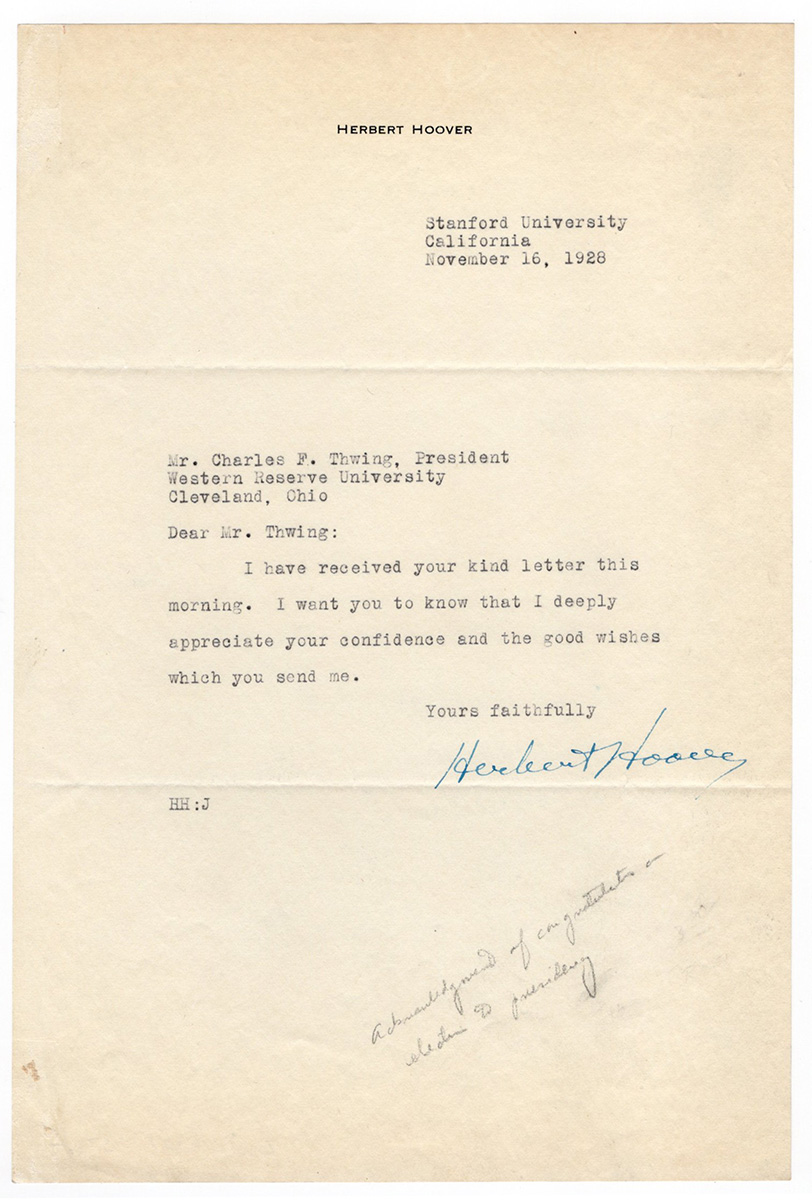 HERBERT HOOVER
Stanford University
California
November 16, 1928
Mr. Charles F. Thwing, President
Western Reserve University
Cleveland, Ohio
Dear Mr. Thwing:
I have received your kind letter this
morning. I want you to know that I deeply
appreciate your confidence and the good wishes
which you send me.
Yours faithfully
Herbert Hoover
HH:J
Acknowledgment of congratulations on
election to presidency